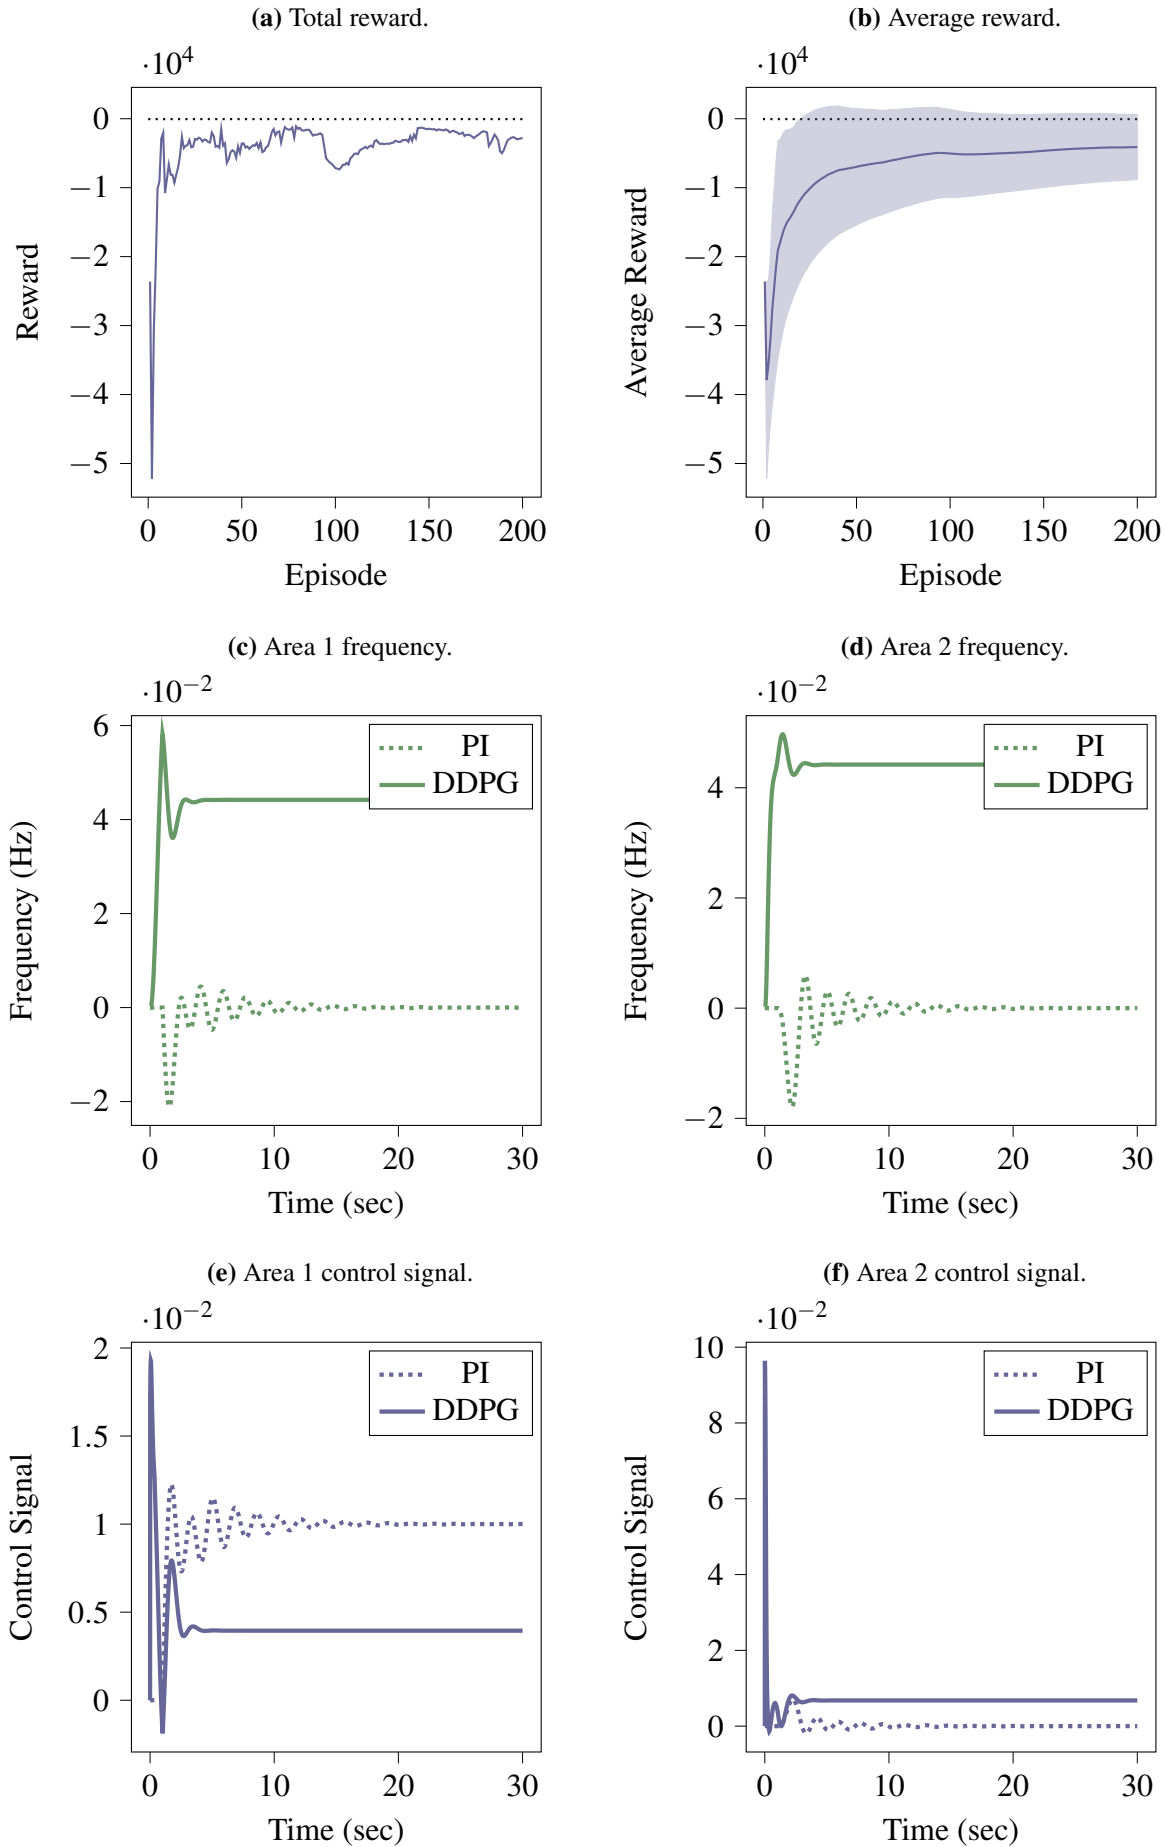 (a) Total reward.
·10⁴
0
−1
−2
−3
−4
−5
Reward
0 50 100 150 200
Episode
(b) Average reward.
·10⁴
0
−1
−2
−3
−4
−5
Average Reward
0 50 100 150 200
Episode
(c) Area 1 frequency.
·10⁻²
6
4
2
0
−2
Frequency (Hz)
PI
DDPG
0 10 20 30
Time (sec)
(d) Area 2 frequency.
·10⁻²
4
2
0
−2
Frequency (Hz)
PI
DDPG
0 10 20 30
Time (sec)
(e) Area 1 control signal.
·10⁻²
2
1.5
1
0.5
0
Control Signal
PI
DDPG
0 10 20 30
Time (sec)
(f) Area 2 control signal.
·10⁻²
10
8
6
4
2
0
Control Signal
PI
DDPG
0 10 20 30
Time (sec)